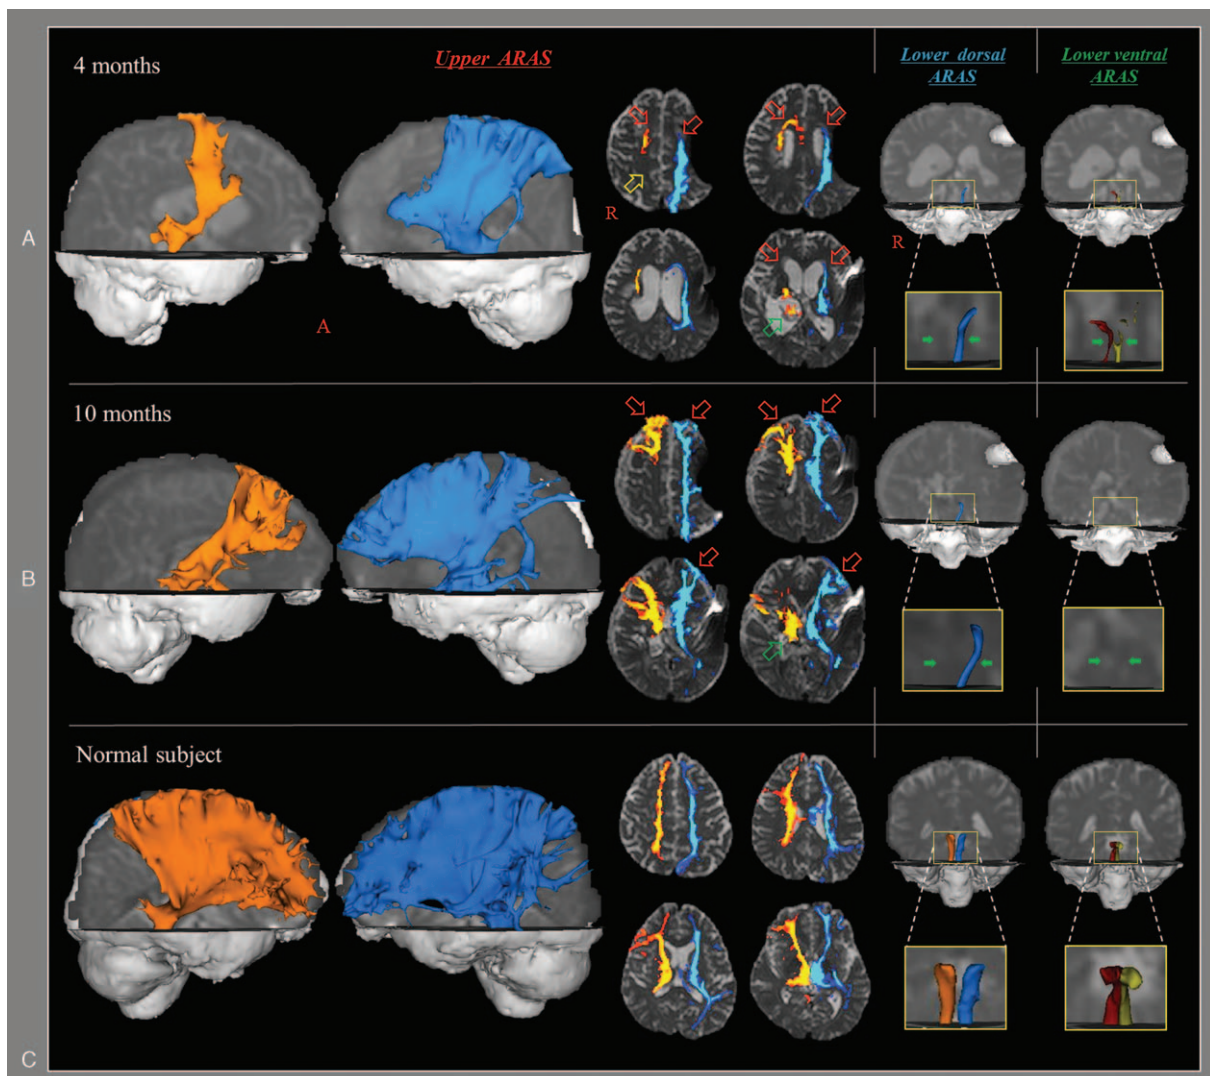 4 months
Upper ARAS
Lower dorsal
ARAS
Lower ventral
ARAS
R
R
A
A
10 months
B
Normal subject
C